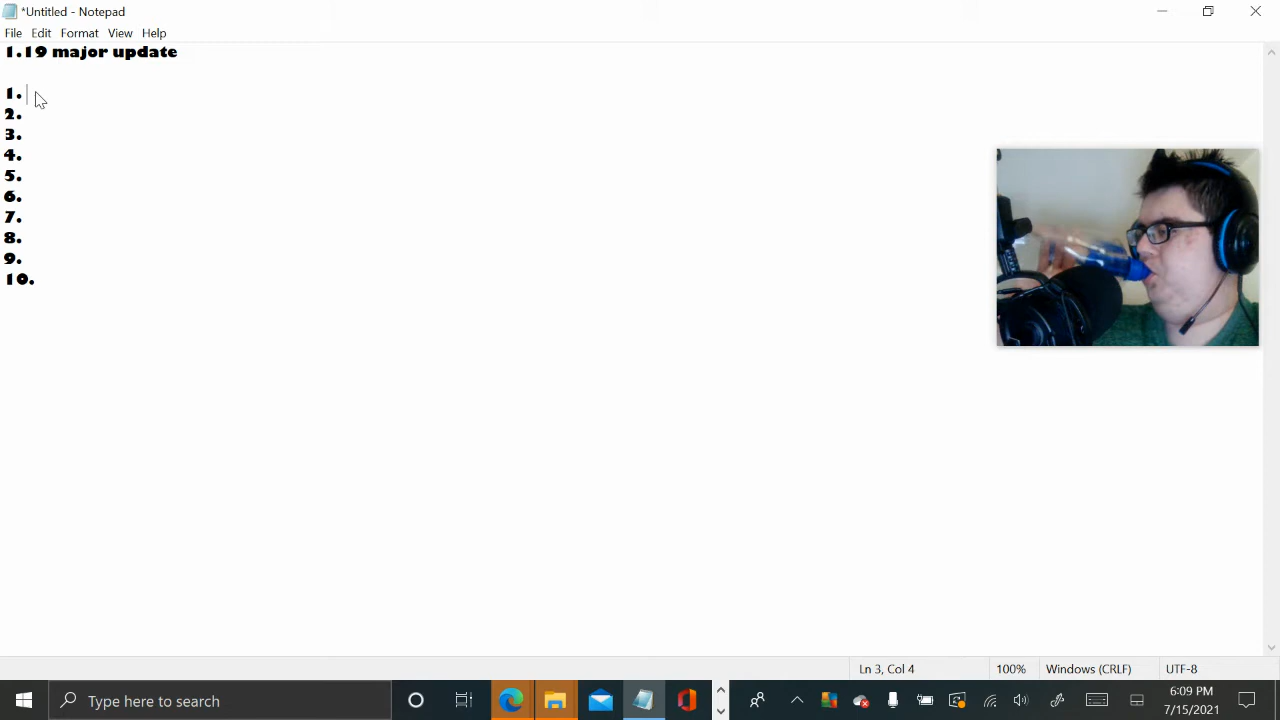 *Untitled - Notepad
File Edit Format View Help
1.19 major update
1.
2.
3.
4.
5.
6.
7.
8.
9.
10.
Ln 3, Col 4 100% Windows (CRLF) UTF-8
Type here to search
6:09 PM
7/15/2021